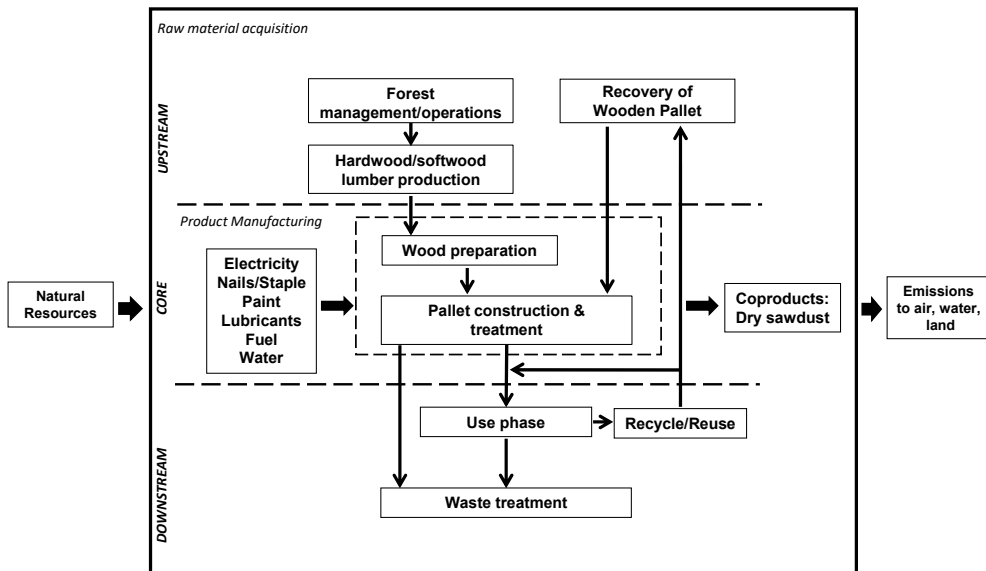 Raw material acquisition
UPSTREAM
Forest
management/operations
Recovery of
Wooden Pallet
Hardwood/softwood
lumber production
Product Manufacturing
CORE
Wood preparation
Electricity
Nails/Staple
Paint
Lubricants
Fuel
Water
Natural
Resources
Pallet construction &
treatment
Coproducts:
Dry sawdust
Emissions
to air, water,
land
DOWNSTREAM
Use phase
Recycle/Reuse
Waste treatment